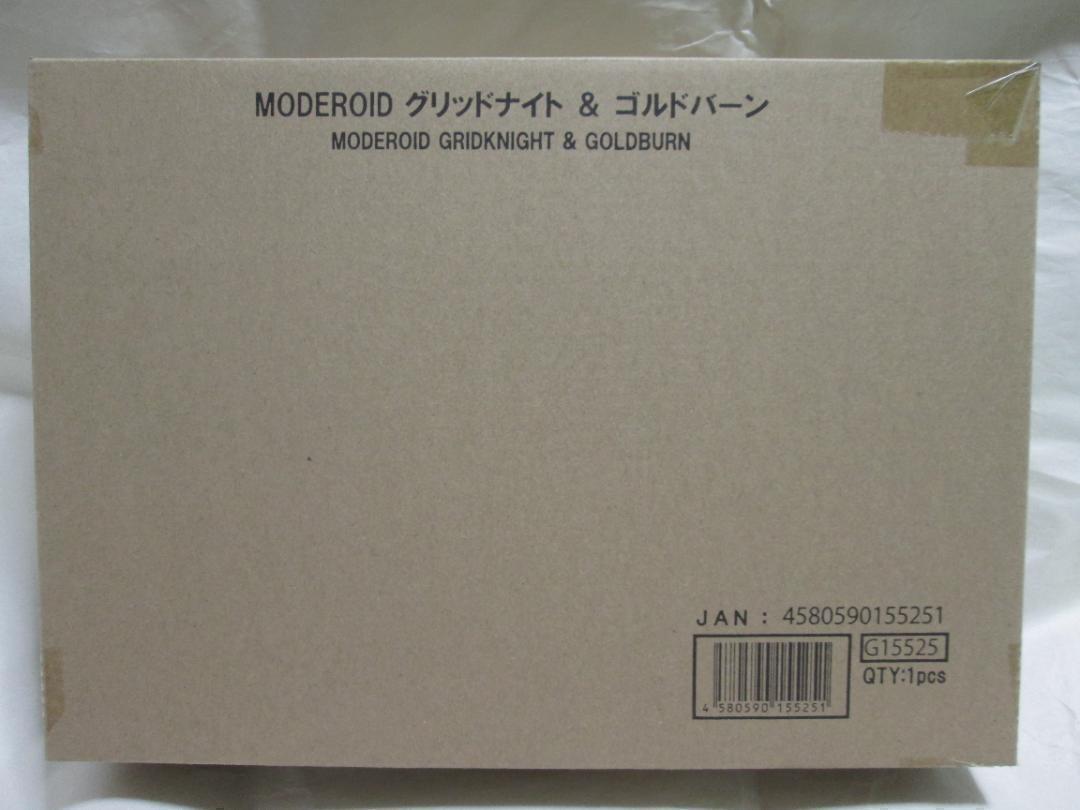 MODEROID グリッドナイト & ゴルドバーン
MODEROID GRIDKNIGHT & GOLDBURN
JAN : 4580590155251
G15525
QTY:1pcs
4 580590 155251